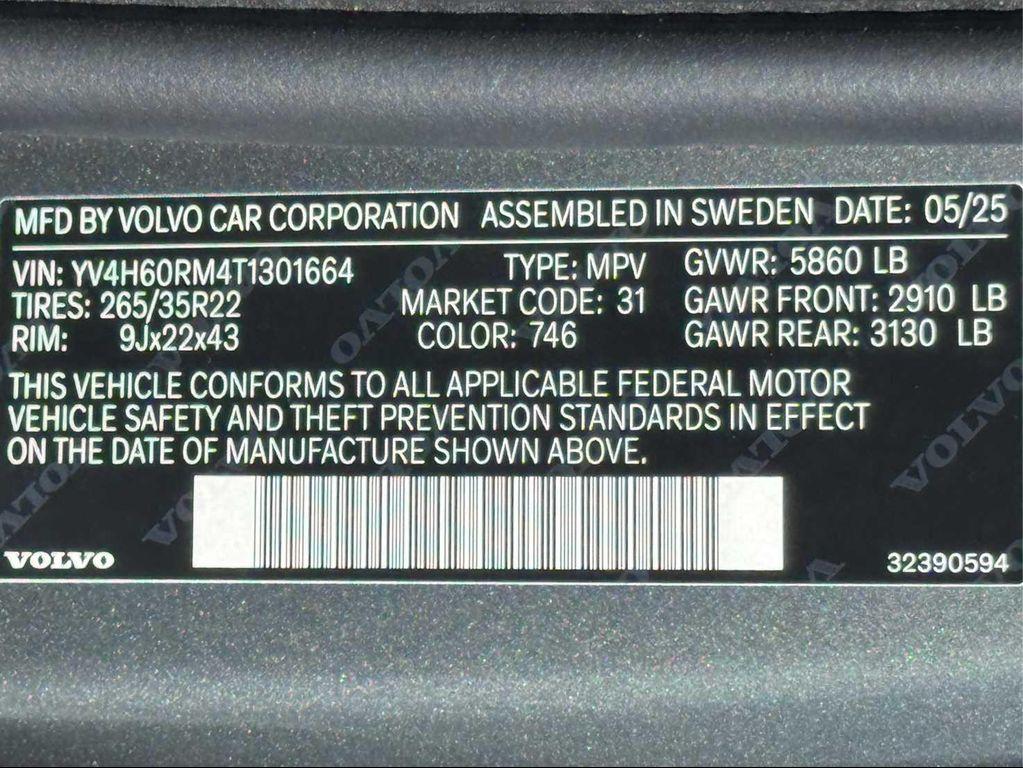 MFD BY VOLVO CAR CORPORATION ASSEMBLED IN SWEDEN DATE: 05/25
VIN: YV4H60RM4T1301664 TYPE: MPV GVWR: 5860 LB
TIRES: 265/35R22 MARKET CODE: 31 GAWR FRONT: 2910 LB
RIM: 9Jx22x43 COLOR: 746 GAWR REAR: 3130 LB
THIS VEHICLE CONFORMS TO ALL APPLICABLE FEDERAL MOTOR
VEHICLE SAFETY AND THEFT PREVENTION STANDARDS IN EFFECT
ON THE DATE OF MANUFACTURE SHOWN ABOVE.
VOLVO 32390594